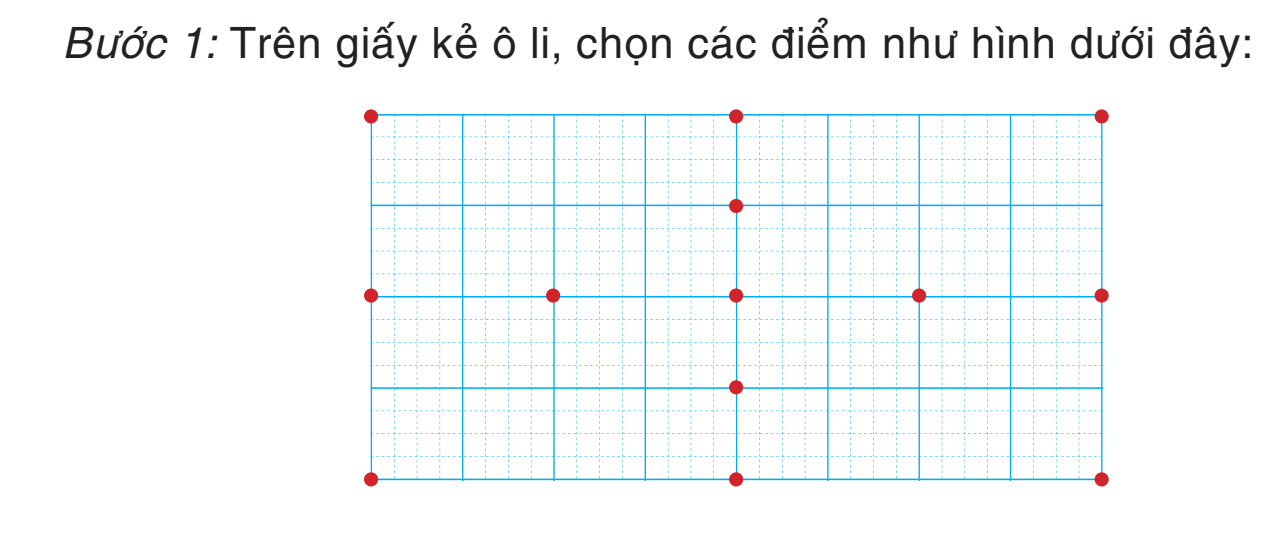 Bước 1: Trên giấy kẻ ô li, chọn các điểm như hình dưới đây: